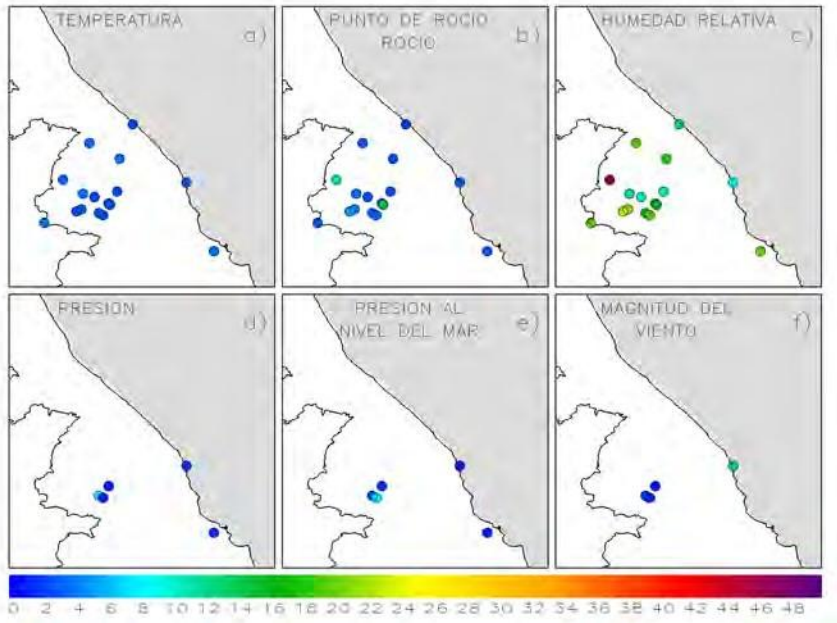 TEMPERATURA
a)
PUNTO DE ROCIO
ROCIO
b)
HUMEDAD RELATIVA
c)
PRESION
d)
PRESION AL
NIVEL DEL MAR
e)
MAGNITUD DEL
VIENTO
f)
0 2 4 6 8 10 12 14 16 18 20 22 24 26 28 30 32 34 36 38 40 42 44 46 48